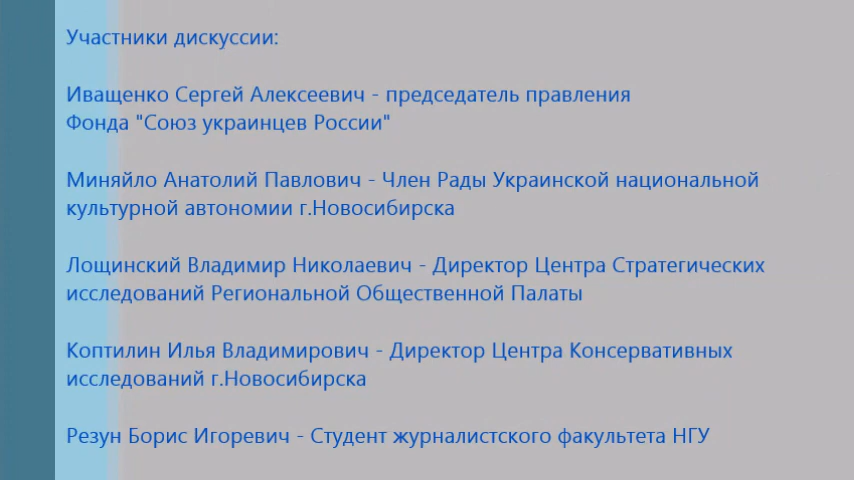 Участники дискуссии:
Иващенко Сергей Алексеевич - председатель правления
Фонда "Союз украинцев России"
Миняйло Анатолий Павлович - Член Рады Украинской национальной
культурной автономии г.Новосибирска
Лощинский Владимир Николаевич - Директор Центра Стратегических
исследований Региональной Общественной Палаты
Коптилин Илья Владимирович - Директор Центра Консервативных
исследований г.Новосибирска
Резун Борис Игоревич - Студент журналистского факультета НГУ